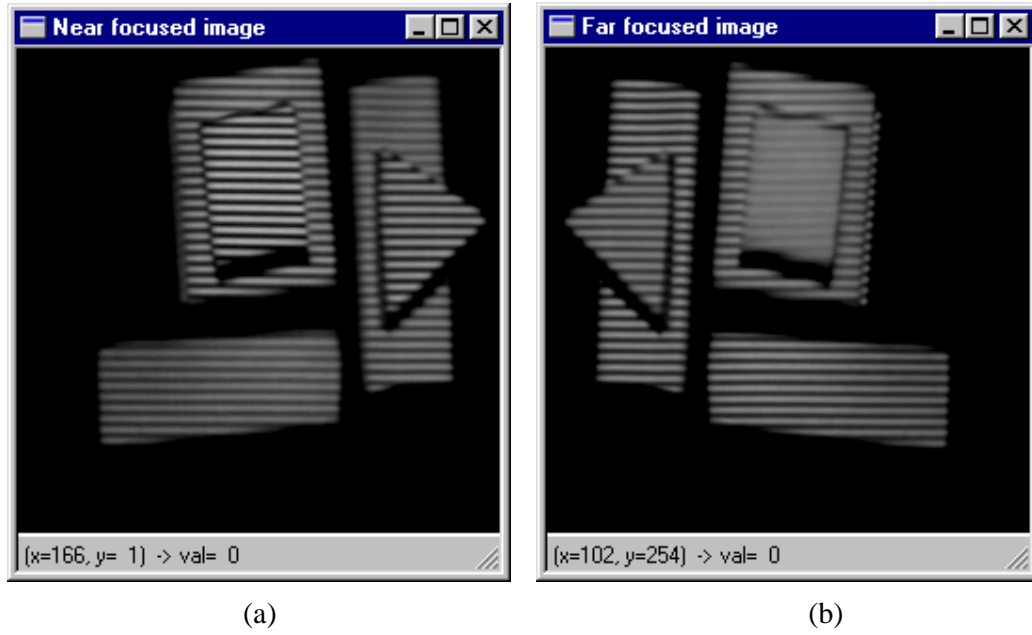 Near focused image
Far focused image
(x=166, y= 1) -> val= 0
(x=102, y=254) -> val= 0
(a)
(b)